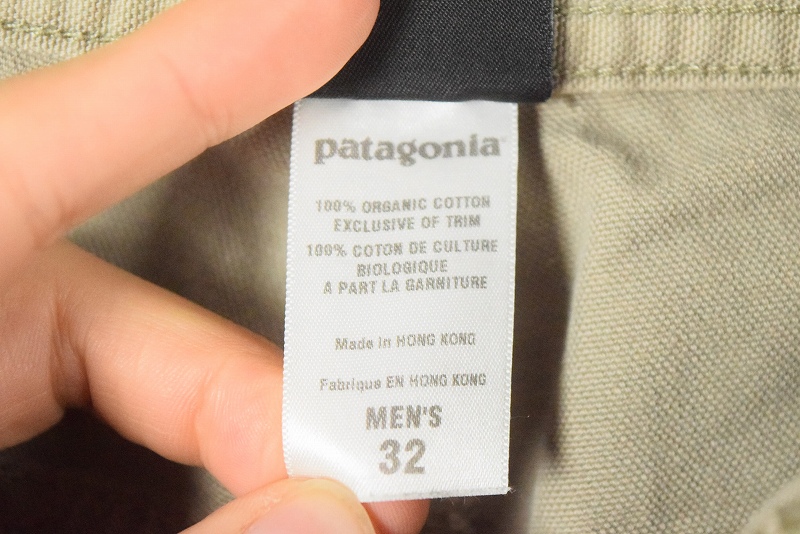 patagonia
100% ORGANIC COTTON
EXCLUSIVE OF TRIM
100% COTON DE CULTURE
BIOLOGIQUE
A PART LA GARNITURE
Made in HONG KONG
Fabrique EN HONG KONG
MEN'S
32